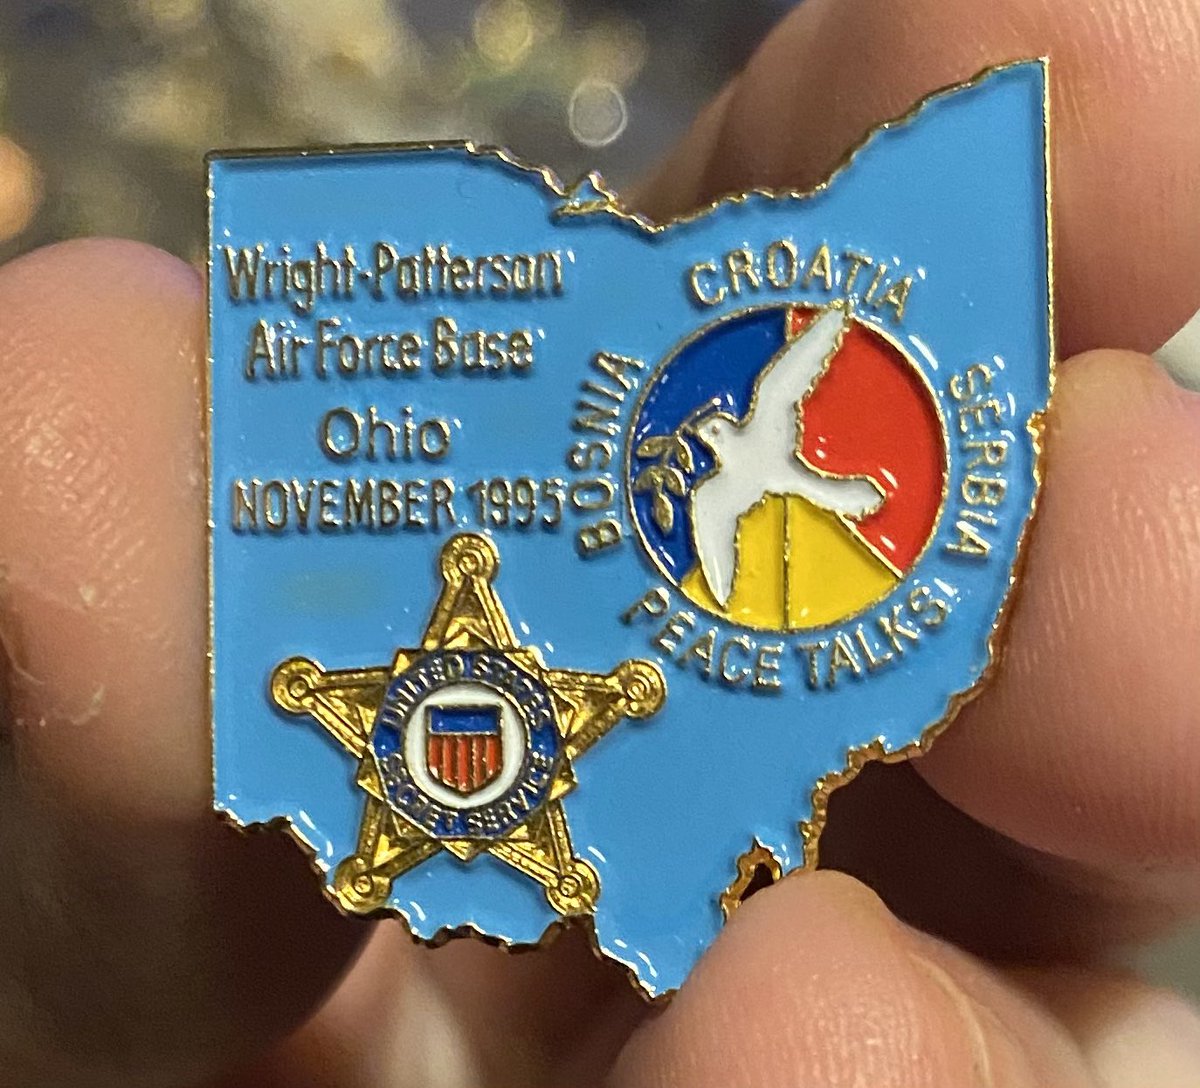 Wright-Patterson
Air Force Base
Ohio
NOVEMBER 1995
CROATIA
BOSNIA
SERBIA
PEACE TALKS
UNITED STATES
SECRET SERVICE